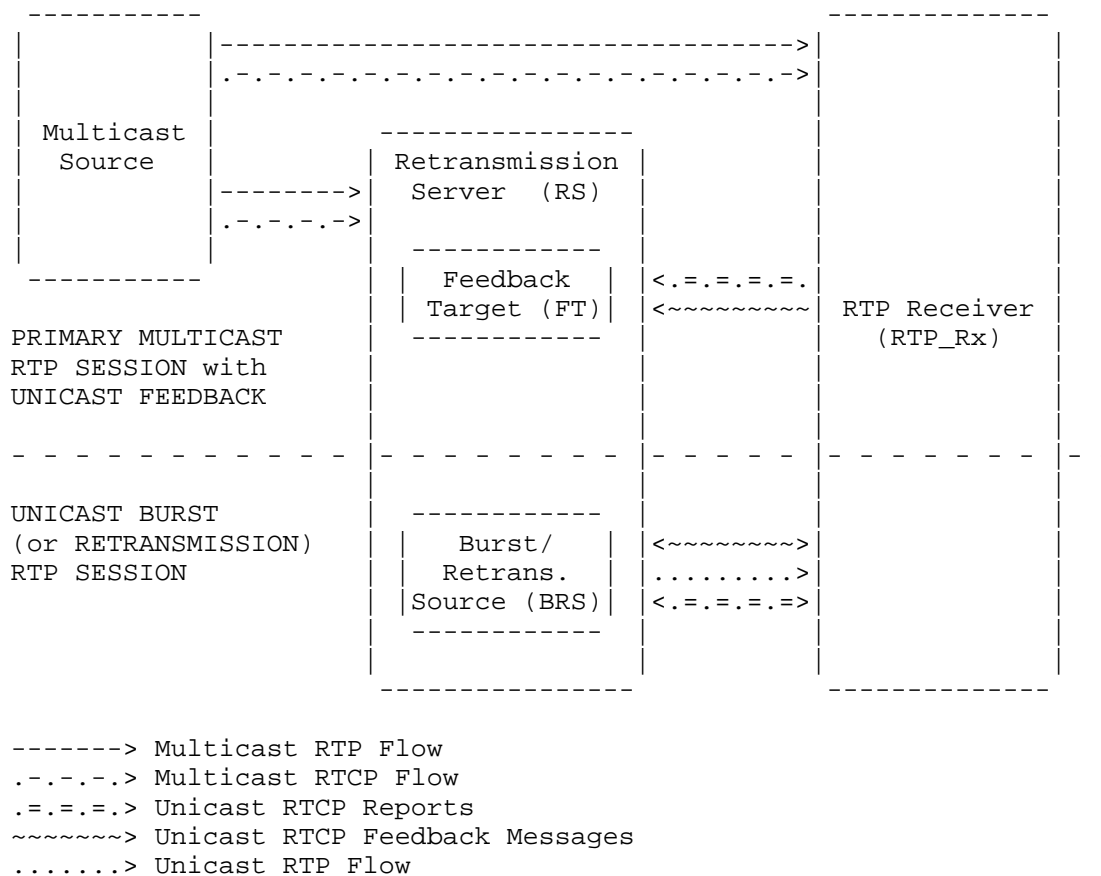 Multicast
Source
Retransmission
Server (RS)
Feedback
Target (FT)
RTP Receiver
(RTP_Rx)
PRIMARY MULTICAST
RTP SESSION with
UNICAST FEEDBACK
UNICAST BURST
(or RETRANSMISSION)
RTP SESSION
Burst/
Retrans.
Source (BRS)
-------> Multicast RTP Flow
.-.-.-.> Multicast RTCP Flow
.=.=.=.> Unicast RTCP Reports
~~~~~~~> Unicast RTCP Feedback Messages
.......> Unicast RTP Flow